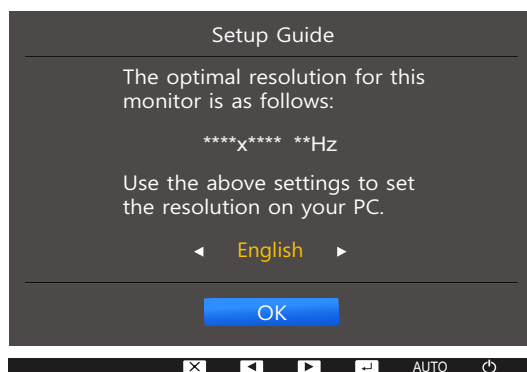 Setup Guide
The optimal resolution for this
monitor is as follows:
****x**** **Hz
Use the above settings to set
the resolution on your PC.
English
OK
AUTO